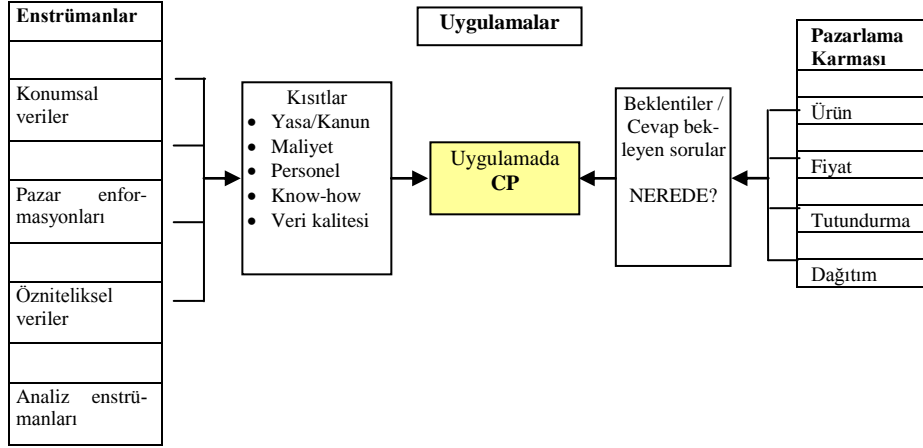 Enstrümanlar
Konumsal
veriler
Pazar enfor-
masyonları
Özniteliksel
veriler
Analiz enstrü-
manları
Uygulamalar
Kısıtlar
• Yasa/Kanun
• Maliyet
• Personel
• Know-how
• Veri kalitesi
Uygulamada
CP
Beklentiler /
Cevap bek-
leyen sorular
NEREDE?
Pazarlama
Karması
Ürün
Fiyat
Tutundurma
Dağıtım